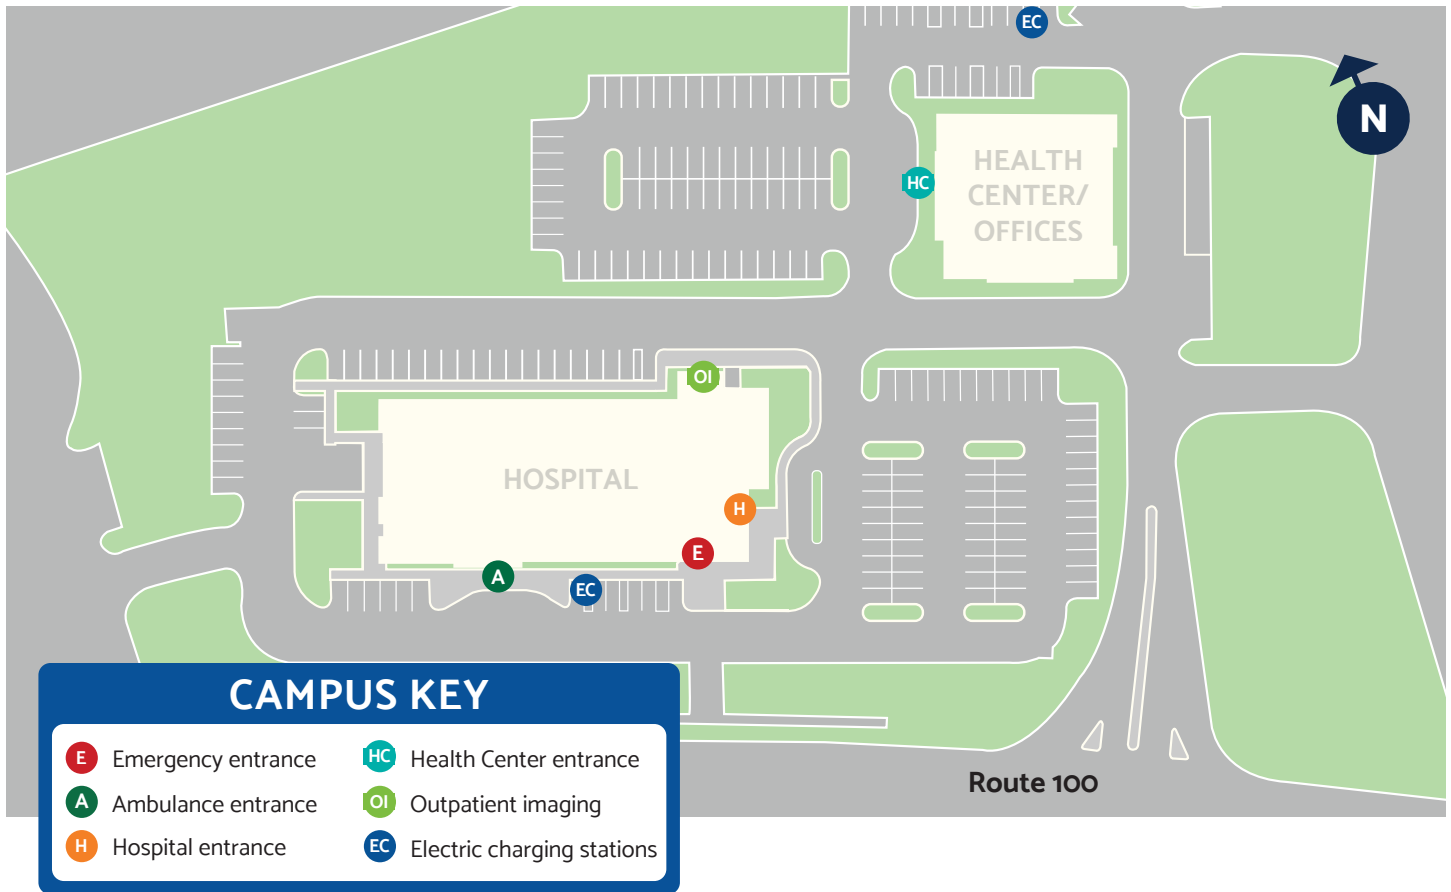 EC
N
HEALTH
CENTER/
OFFICES
HC
OI
HOSPITAL
H
E
A
EC
Route 100
CAMPUS KEY
E Emergency entrance
A Ambulance entrance
H Hospital entrance
HC Health Center entrance
OI Outpatient imaging
EC Electric charging stations